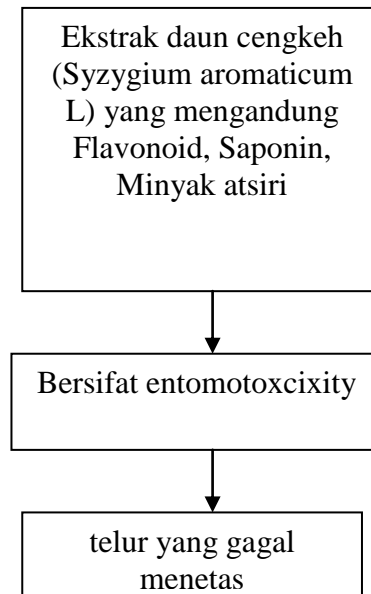 Ekstrak daun cengkeh
(Syzygium aromaticum
L) yang mengandung
Flavonoid, Saponin,
Minyak atsiri
Bersifat entomotoxcixity
telur yang gagal
menetas